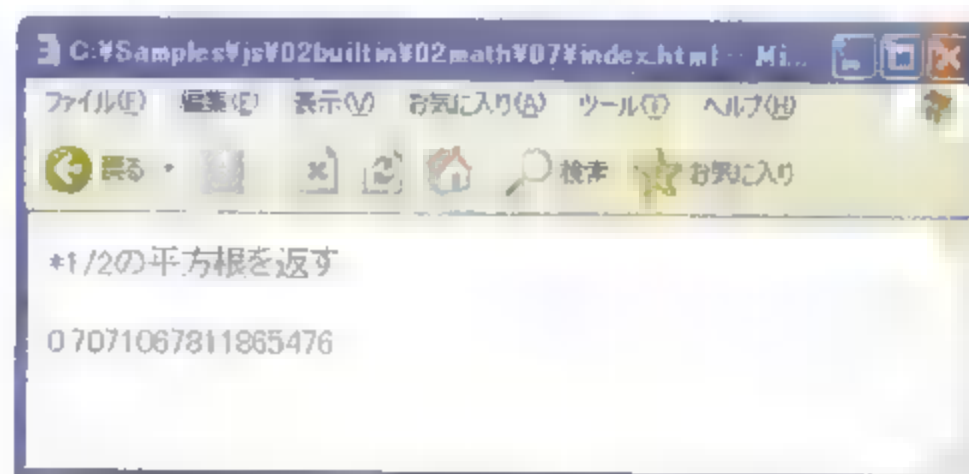 C:¥Samples¥js¥02builtin¥02math¥07¥index.html - Mi...
ファイル(F) 編集(E) 表示(V) お気に入り(A) ツール(T) ヘルプ(H)
戻る 検索 お気に入り
*1/2の平方根を返す
0.7071067811865476